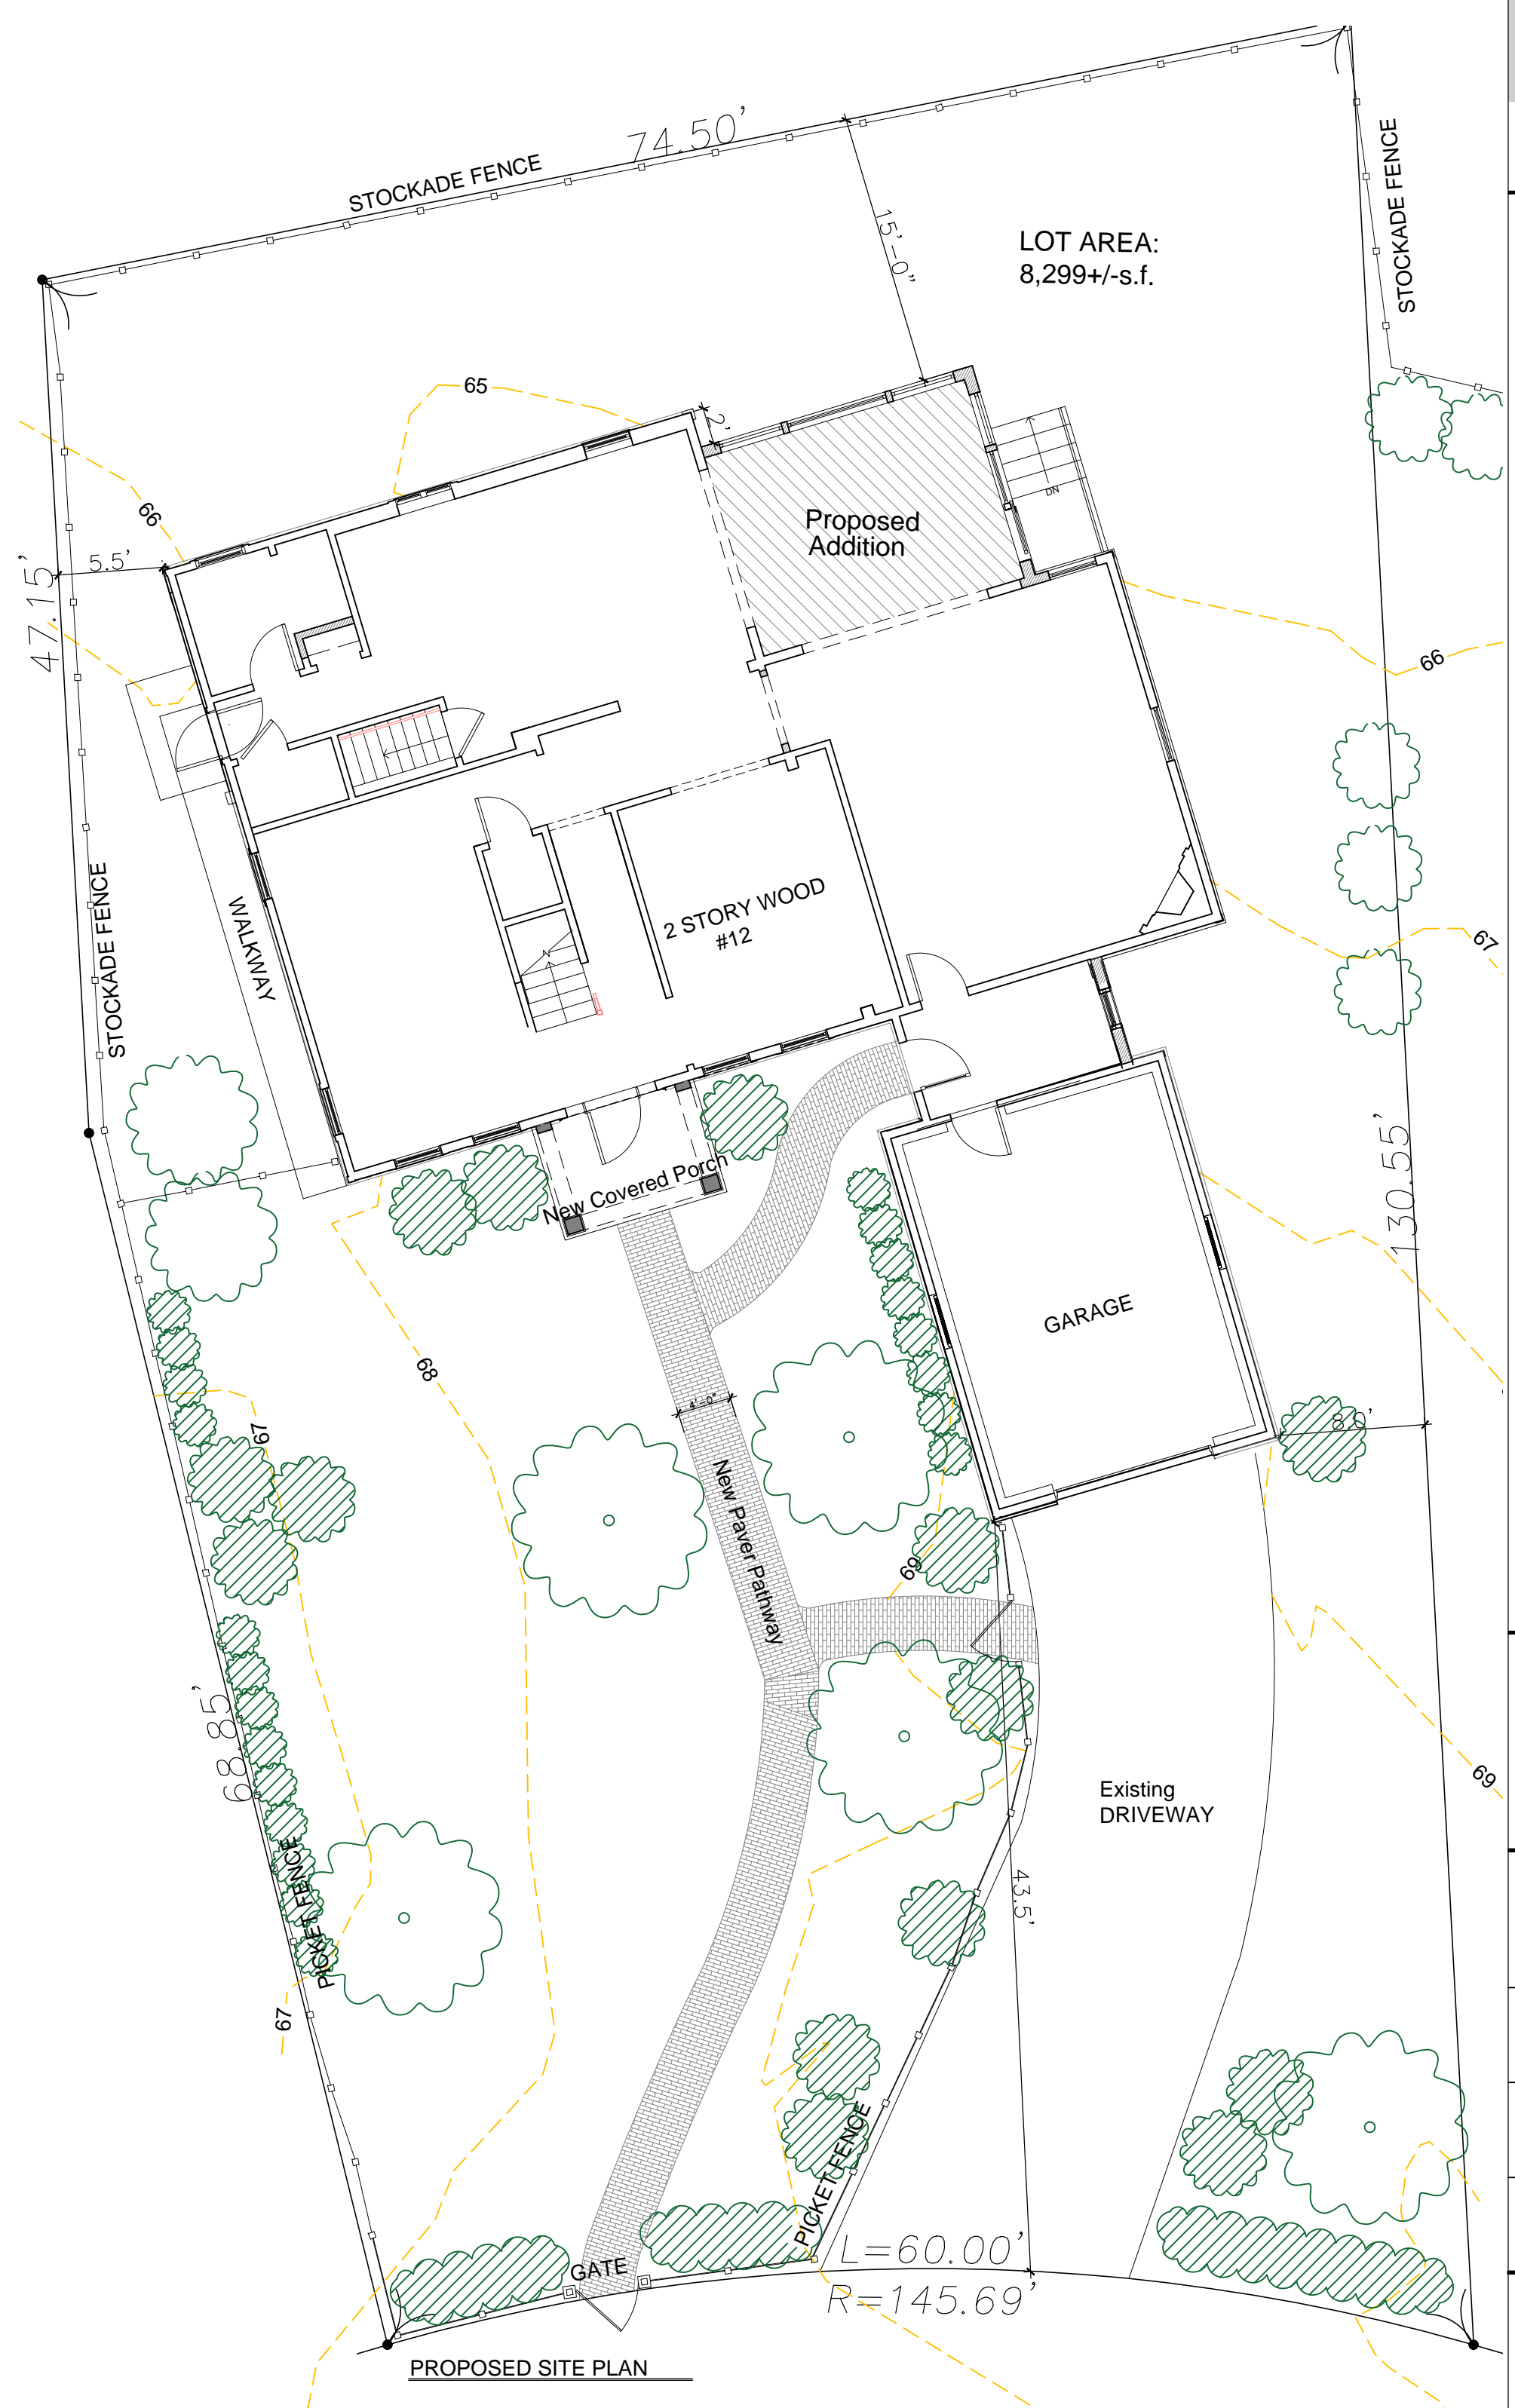 74.50'
STOCKADE FENCE
STOCKADE FENCE
15'-0"
LOT AREA:
8,299+/-s.f.
65
2'
66
5.5'
47.15'
Proposed
Addition
DN
66
STOCKADE FENCE
WALKWAY
2 STORY WOOD
#12
67
New Covered Porch
130.55'
GARAGE
68
67
4'-0"
8.0'
New Paver Pathway
69
68.85'
Existing
DRIVEWAY
69
PICKET FENCE
43.5'
67
PICKET FENCE
L=60.00'
GATE
R=145.69'
PROPOSED SITE PLAN